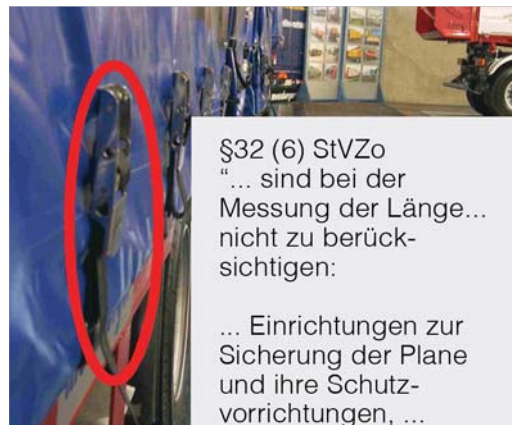 §32 (6) StVZo
"... sind bei der
Messung der Länge...
nicht zu berück-
sichtigen:
... Einrichtungen zur
Sicherung der Plane
und ihre Schutz-
vorrichtungen, ...